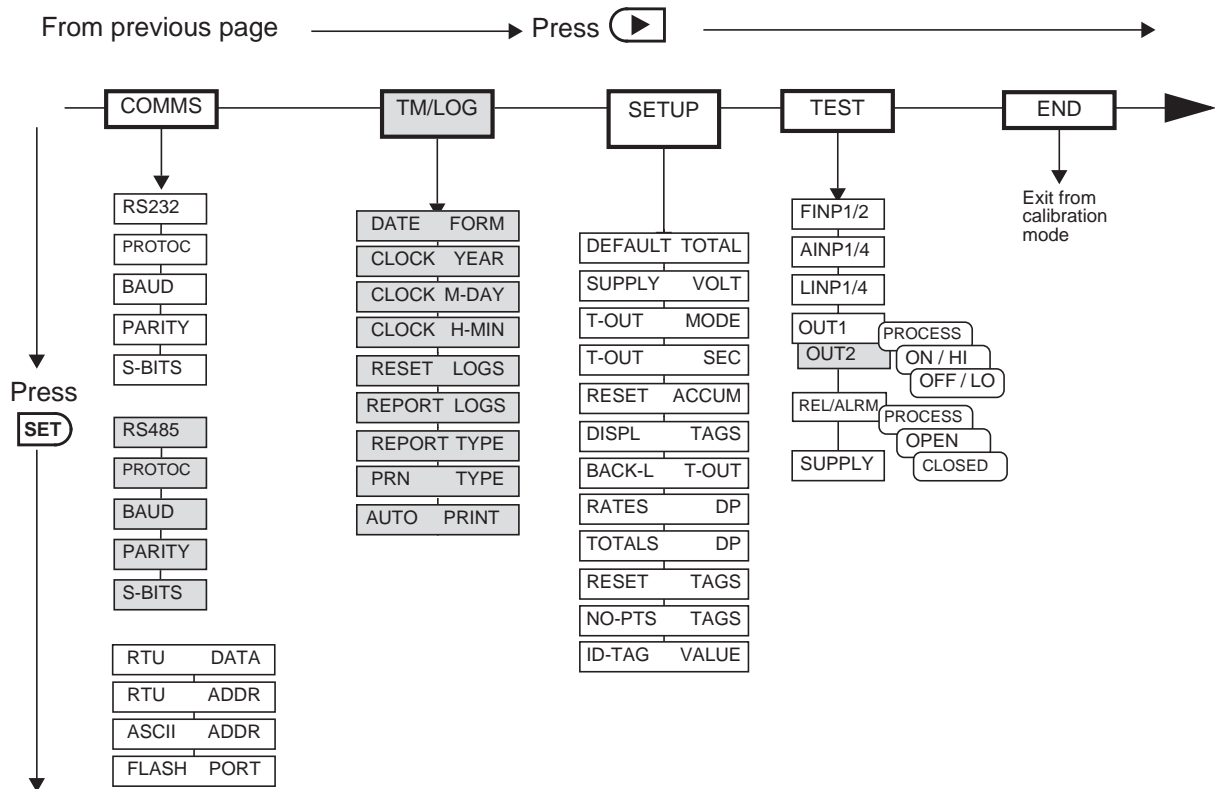 From previous page
Press
COMMS
TM/LOG
SETUP
TEST
END
Press
SET
RS232
PROTOC
BAUD
PARITY
S-BITS
RS485
PROTOC
BAUD
PARITY
S-BITS
RTU DATA
RTU ADDR
ASCII ADDR
FLASH PORT
DATE FORM
CLOCK YEAR
CLOCK M-DAY
CLOCK H-MIN
RESET LOGS
REPORT LOGS
REPORT TYPE
PRN TYPE
AUTO PRINT
DEFAULT TOTAL
SUPPLY VOLT
T-OUT MODE
T-OUT SEC
RESET ACCUM
DISPL TAGS
BACK-L T-OUT
RATES DP
TOTALS DP
RESET TAGS
NO-PTS TAGS
ID-TAG VALUE
FINP1/2
AINP1/4
LINP1/4
OUT1
OUT2
PROCESS
ON / HI
OFF / LO
REL/ALRM
PROCESS
OPEN
CLOSED
SUPPLY
Exit from
calibration
mode